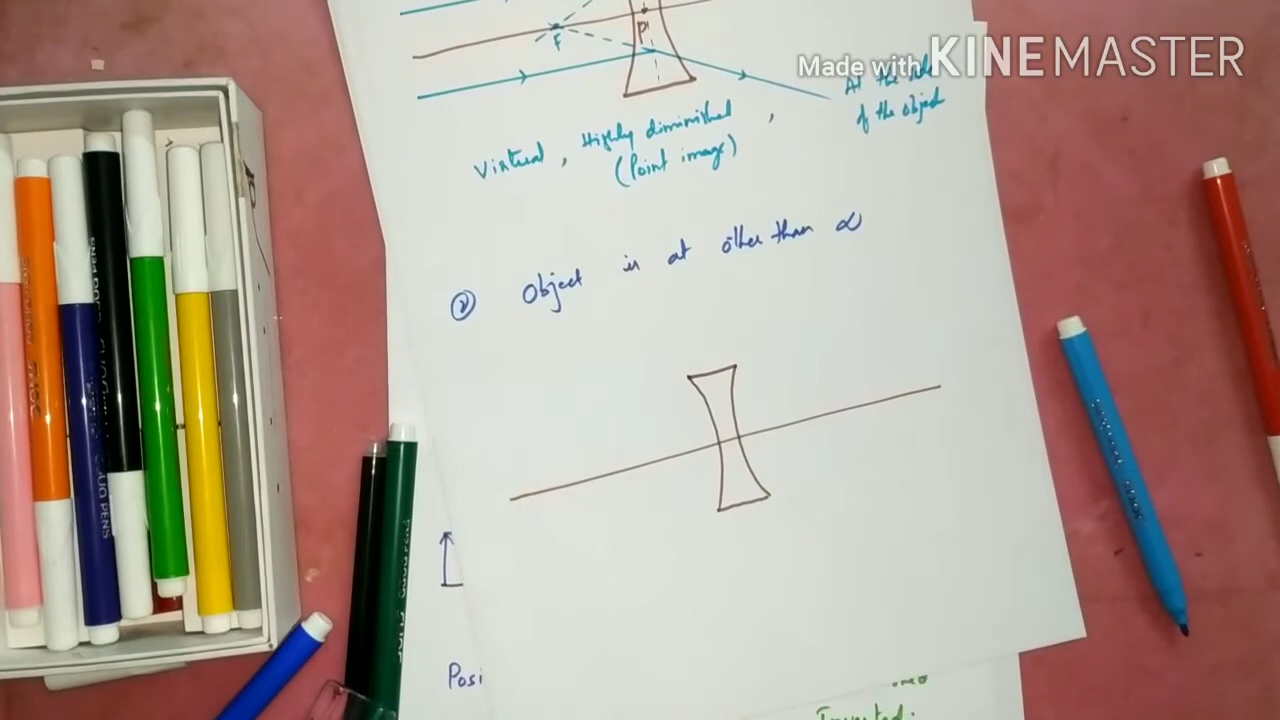 Made with KINEMASTER
F
P
At the side
of the object
Virtual, Highly diminished,
(Point image)
② Object is at other than ∝
Posi
Inverted.